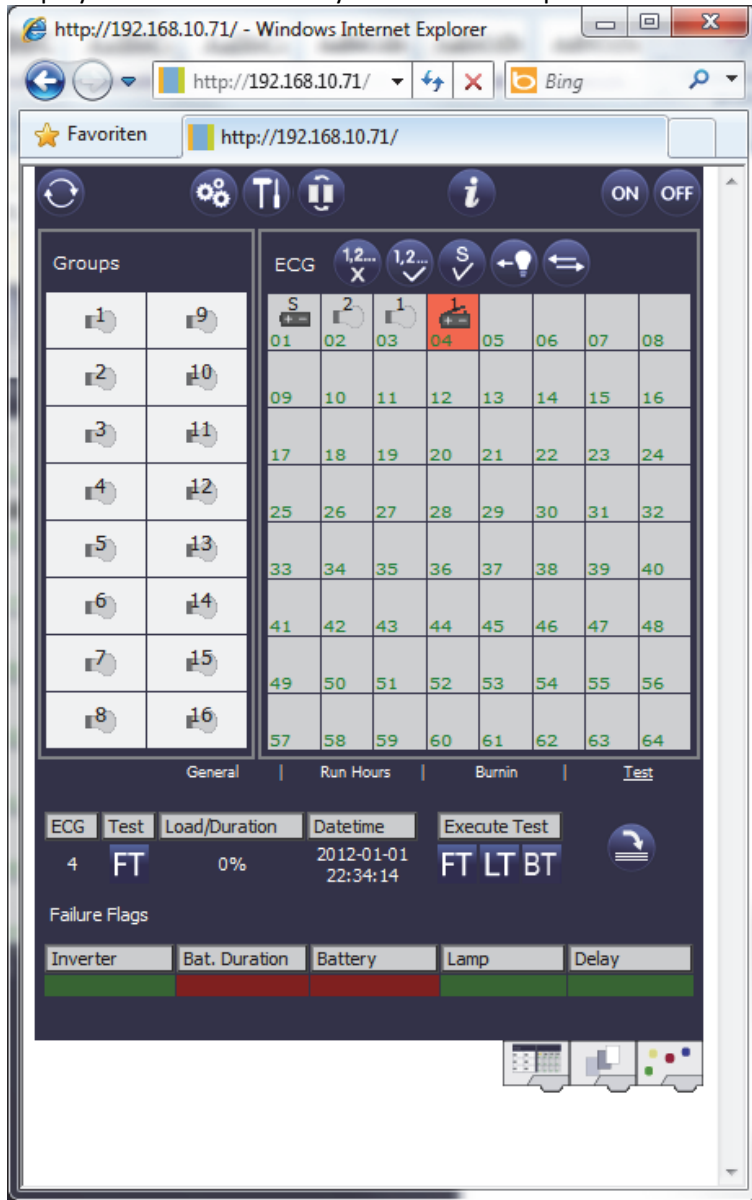 http://192.168.10.71/ - Windows Internet Explorer
http://192.168.10.71/ Bing
Favoriten http://192.168.10.71/
i ON OFF
Groups ECG 1,2... X 1,2... S
1 9 S 01 2 02 1 03 1 04 05 06 07 08
2 10 09 10 11 12 13 14 15 16
3 11 17 18 19 20 21 22 23 24
4 12 25 26 27 28 29 30 31 32
5 13 33 34 35 36 37 38 39 40
6 14 41 42 43 44 45 46 47 48
7 15 49 50 51 52 53 54 55 56
8 16 57 58 59 60 61 62 63 64
General | Run Hours | Burnin | Test
ECG Test Load/Duration Datetime Execute Test
4 FT 0% 2012-01-01 FT LT BT
22:34:14
Failure Flags
Inverter Bat. Duration Battery Lamp Delay